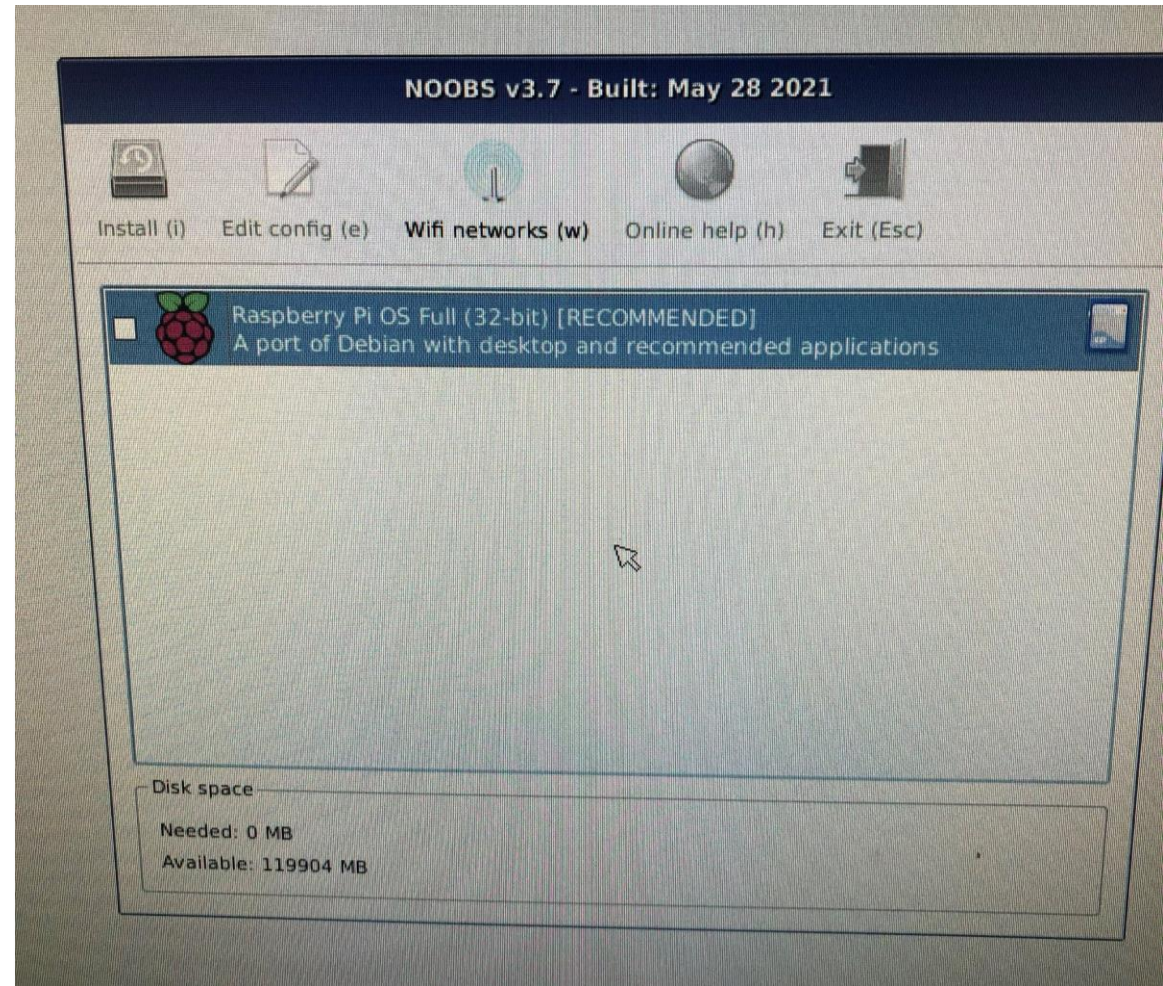 NOOBS v3.7 - Built: May 28 2021
Install (i) Edit config (e) Wifi networks (w) Online help (h) Exit (Esc)
Raspberry Pi OS Full (32-bit) [RECOMMENDED]
A port of Debian with desktop and recommended applications
Disk space
Needed: 0 MB
Available: 119904 MB